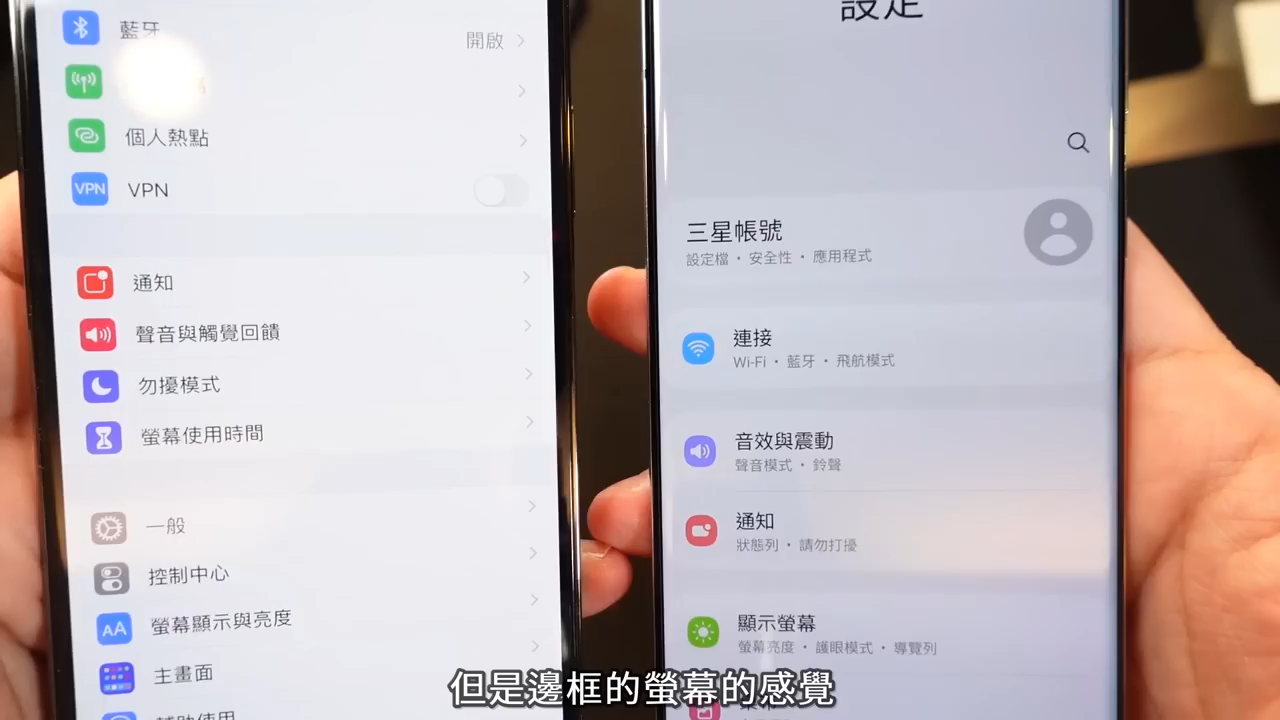 藍牙
開啟
個人熱點
VPN
VPN
通知
聲音與觸覺回饋
勿擾模式
螢幕使用時間
一般
控制中心
AA
螢幕顯示與亮度
主畫面
輔助使用
設定
三星帳號
設定檔・安全性・應用程式
連接
Wi-Fi・藍牙・飛航模式
音效與震動
聲音模式・鈴聲
通知
狀態列・請勿打擾
顯示螢幕
螢幕亮度・護眼模式・導覽列
但是邊框的螢幕的感覺